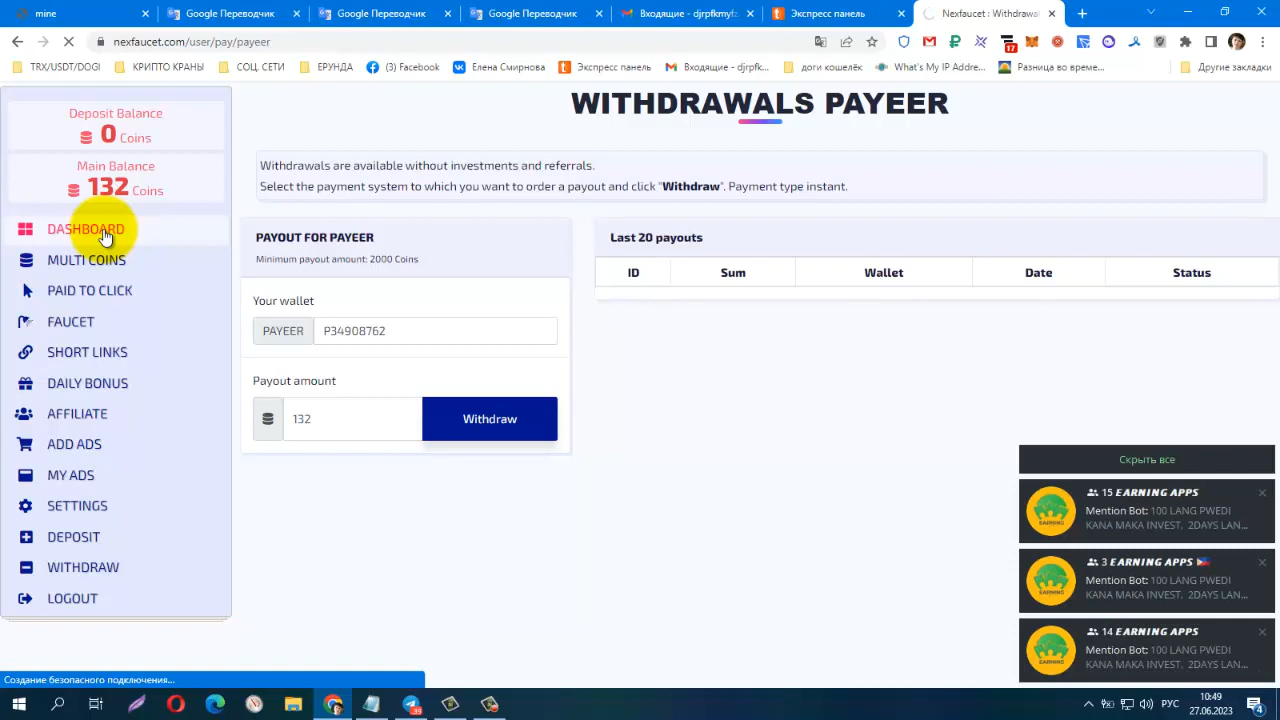 mine
Google Переводчик
Google Переводчик
Google Переводчик
Входящие - djrpfkmyfz.
Экспресс панель
Nexfaucet : Withdrawal
nexfaucet.com/user/pay/payeer
17
TRX/USDT/DOGI
КРИПТО КРАНЫ
СОЦ. СЕТИ
ЕРУНДА
(3) Facebook
Елена Смирнова
Экспресс панель
Входящие - djrpfk...
доги кошелёк
What's My IP Addre...
Разница во време...
Другие закладки
Deposit Balance
0 Coins
Main Balance
132 Coins
DASHBOARD
MULTI COINS
PAID TO CLICK
FAUCET
SHORT LINKS
DAILY BONUS
AFFILIATE
ADD ADS
MY ADS
SETTINGS
DEPOSIT
WITHDRAW
LOGOUT
WITHDRAWALS PAYEER
Withdrawals are available without investments and referrals.
Select the payment system to which you want to order a payout and click "Withdraw". Payment type instant.
PAYOUT FOR PAYEER
Minimum payout amount: 2000 Coins
Your wallet
PAYEER P34908762
Payout amount
132
Withdraw
Last 20 payouts
ID Sum Wallet Date Status
Скрыть все
15 EARNING APPS
Mention Bot: 100 LANG PWEDI
KANA MAKA INVEST, 2DAYS LAN...
EARNING
3 EARNING APPS
Mention Bot: 100 LANG PWEDI
KANA MAKA INVEST, 2DAYS LAN...
EARNING
14 EARNING APPS
Mention Bot: 100 LANG PWEDI
KANA MAKA INVEST, 2DAYS LAN...
EARNING
Создание безопасного подключения...
РУС
10:49
27.06.2023
4